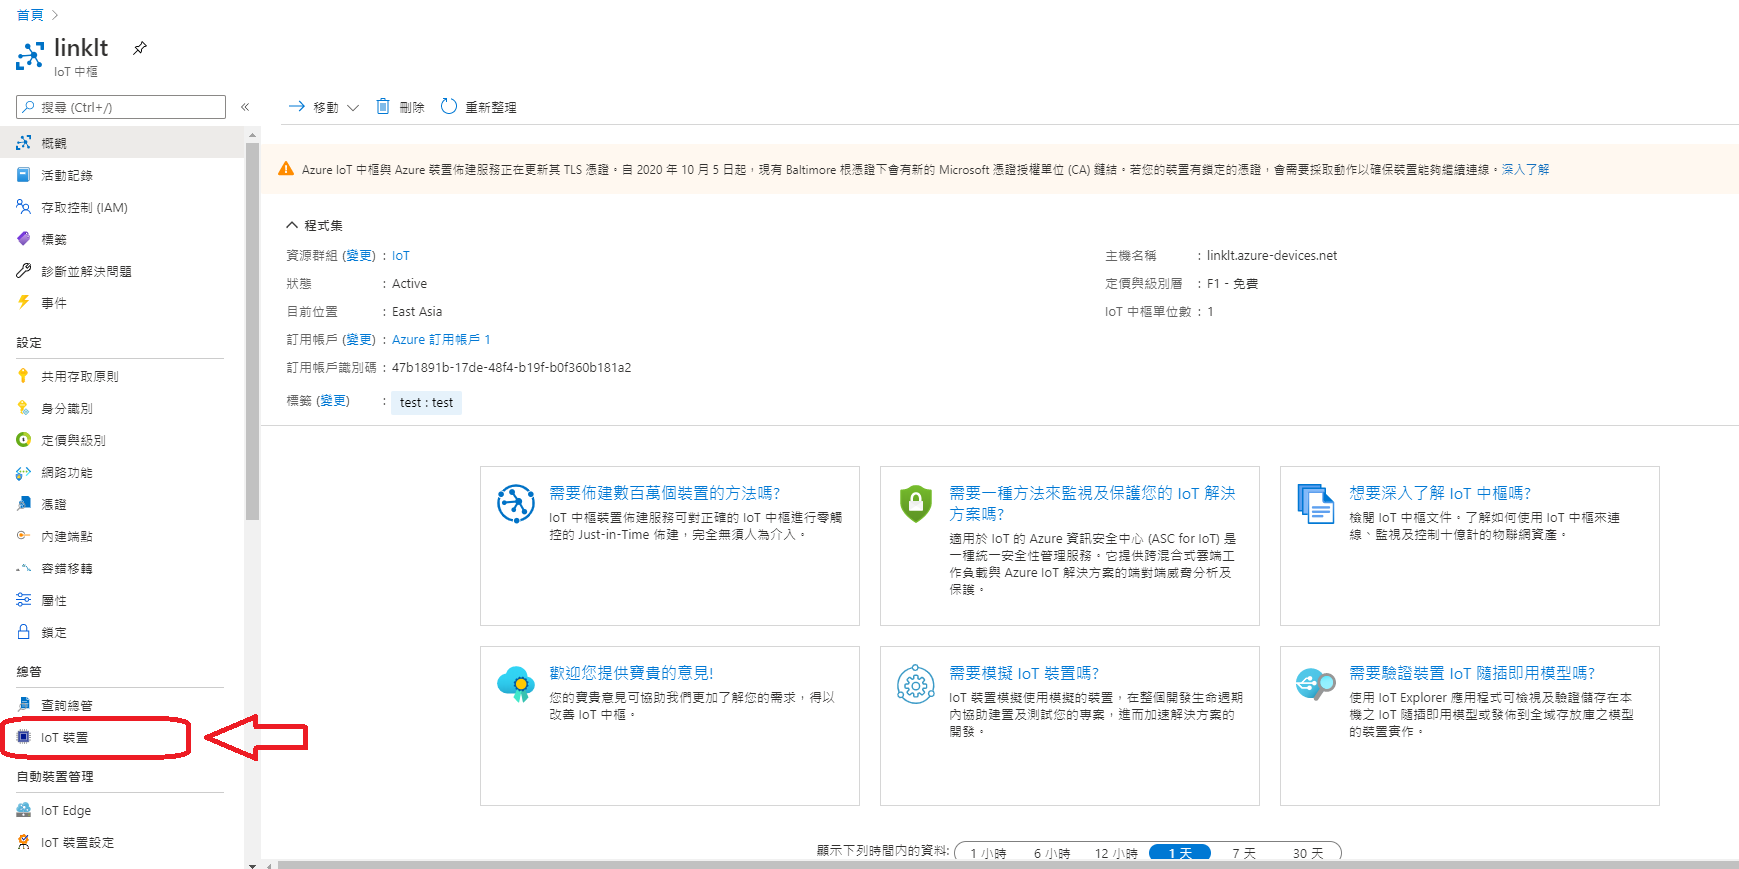 首頁
linkIt
IoT 中樞
搜尋 (Ctrl+/)
«
移動
刪除
重新整理
概觀
活動記錄
存取控制 (IAM)
標籤
診斷並解決問題
事件
設定
共用存取原則
身分識別
定價與級別
網路功能
憑證
內建端點
容錯移轉
屬性
鎖定
總管
查詢總管
IoT 裝置
自動裝置管理
IoT Edge
IoT 裝置設定
Azure IoT 中樞與 Azure 裝置佈建服務正在更新其 TLS 憑證。自 2020 年 10 月 5 日起，現有 Baltimore 根憑證下會有新的 Microsoft 憑證授權單位 (CA) 鏈結。若您的裝置有鎖定的憑證，會需要採取動作以確保裝置能夠繼續連線。深入了解
程式集
資源群組 (變更) : IoT
狀態 : Active
目前位置 : East Asia
訂用帳戶 (變更) : Azure 訂用帳戶 1
訂用帳戶識別碼 : 47b1891b-17de-48f4-b19f-b0f360b181a2
標籤 (變更) : test : test
主機名稱 : linkIt.azure-devices.net
定價與級別層 : F1 - 免費
IoT 中樞單位數 : 1
需要佈建數百萬個裝置的方法嗎?
IoT 中樞裝置佈建服務可對正確的 IoT 中樞進行零觸
控的 Just-in-Time 佈建，完全無須人為介入。
需要一種方法來監視及保護您的 IoT 解決
方案嗎?
適用於 IoT 的 Azure 資訊安全中心 (ASC for IoT) 是
一種統一安全性管理服務。它提供跨混合式雲端工
作負載與 Azure IoT 解決方案的端對端威脅分析及
保護。
想要深入了解 IoT 中樞嗎?
檢閱 IoT 中樞文件。了解如何使用 IoT 中樞來連
線、監視及控制十億計的物聯網資產。
歡迎您提供寶貴的意見!
您的寶貴意見可協助我們更加了解您的需求，得以
改善 IoT 中樞。
需要模擬 IoT 裝置嗎?
IoT 裝置模擬使用模擬的裝置，在整個開發生命週期
內協助建置及測試您的專案，進而加速解決方案的
開發。
需要驗證裝置 IoT 隨插即用模型嗎?
使用 IoT Explorer 應用程式可檢視及驗證儲存在本
機之 IoT 隨插即用模型或發佈到全域存放庫之模型
的裝置實作。
顯示下列時間內的資料:
1 小時
6 小時
12 小時
1 天
7 天
30 天